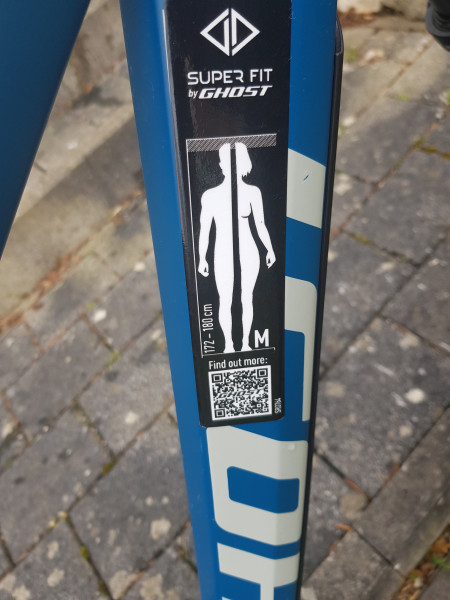 SUPER FIT
by GHOST
172 – 180 cm
M
Find out more: